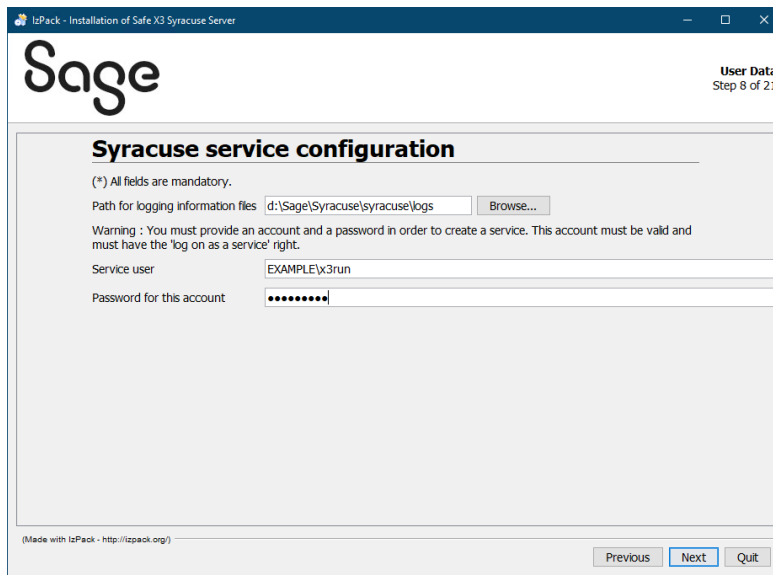 IzPack - Installation of Safe X3 Syracuse Server
Sage
User Data
Step 8 of 21
Syracuse service configuration
(*) All fields are mandatory.
Path for logging information files d:\Sage\Syracuse\syracuse\logs Browse...
Warning : You must provide an account and a password in order to create a service. This account must be valid and
must have the 'log on as a service' right.
Service user EXAMPLE\x3run
Password for this account ●●●●●●●●●
(Made with IzPack - http://izpack.org/)
Previous Next Quit